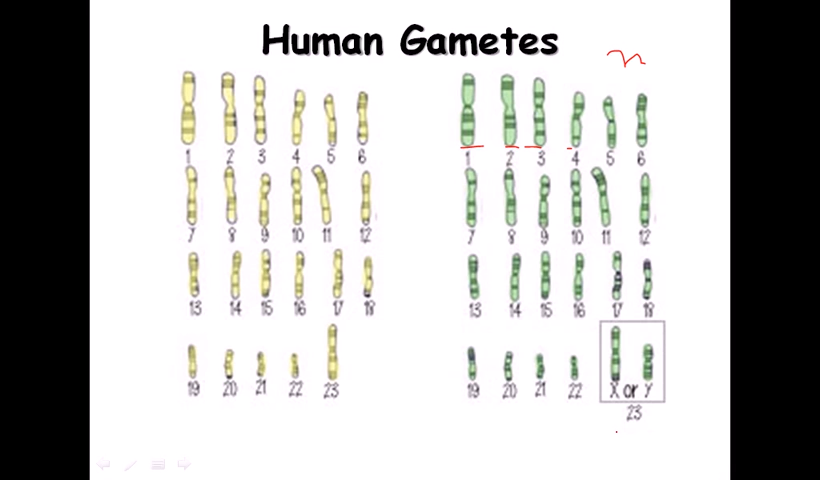 Human Gametes
n
1 2 3 4 5 6
1 2 3 4 5 6
7 8 9 10 11 12
7 8 9 10 11 12
13 14 15 16 17 18
13 14 15 16 17 18
19 20 21 22 23
19 20 21 22 X or Y
23